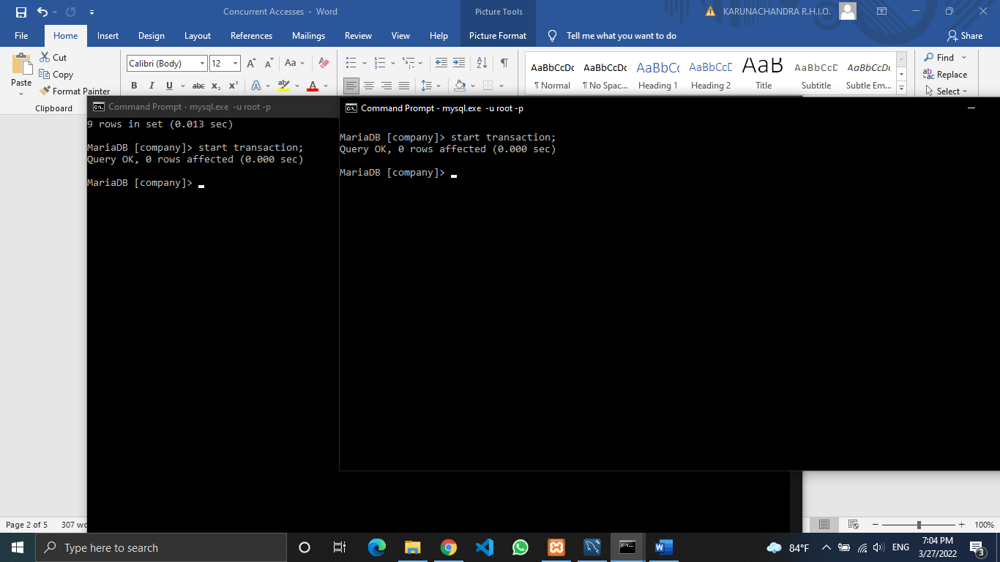 Concurrent Accesses - Word
Picture Tools
KARUNACHANDRA R.H.I.O.
File Home Insert Design Layout References Mailings Review View Help Picture Format Tell me what you want to do Share
Paste
Cut
Copy
Format Painter
Clipboard
Calibri (Body) 12
Aa
B I U abc x₂ x²
A A
AaBbCcDc AaBbCcDc AaBbCc AaBbCcE AaB AaBbCcE AaBbCcDc
¶ Normal ¶ No Spac... Heading 1 Heading 2 Title Subtitle Subtle Em...
Find
Replace
Select
Command Prompt - mysql.exe -u root -p
9 rows in set (0.013 sec)
MariaDB [company]> start transaction;
Query OK, 0 rows affected (0.000 sec)
MariaDB [company]>
Command Prompt - mysql.exe -u root -p
MariaDB [company]> start transaction;
Query OK, 0 rows affected (0.000 sec)
MariaDB [company]>
Page 2 of 5 307 wo
100%
Type here to search
84°F
ENG
7:04 PM
3/27/2022
3